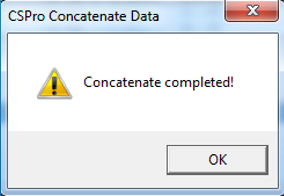 CSPro Concatenate Data
Concatenate completed!
OK